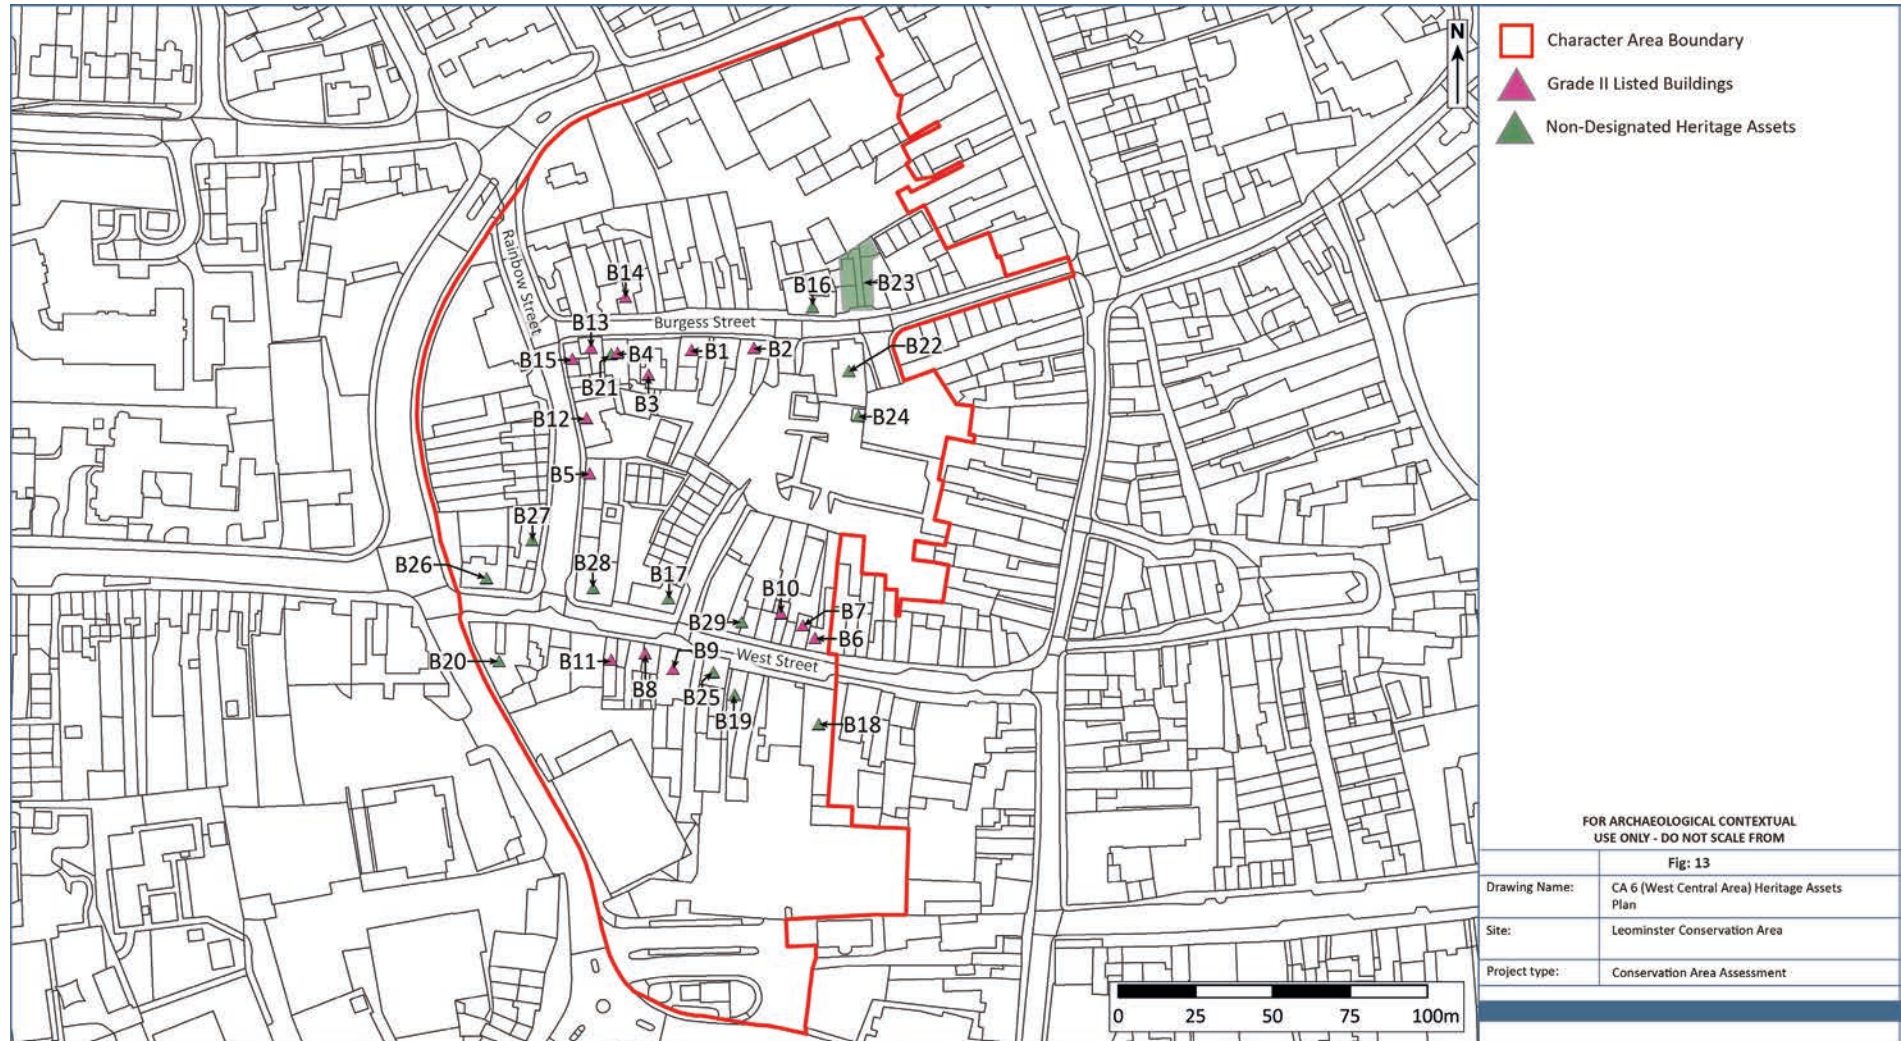 N
Character Area Boundary
Grade II Listed Buildings
Non-Designated Heritage Assets
Rainbow Street
Burgess Street
West Street
B14
B16
B23
B13
B15
B4
B1
B2
B22
B21
B3
B12
B24
B5
B27
B26
B28
B17
B10
B7
B29
B6
B20
B11
B9
B8
B25
B19
B18
0 25 50 75 100m
FOR ARCHAEOLOGICAL CONTEXTUAL
USE ONLY - DO NOT SCALE FROM
Fig: 13
Drawing Name: CA 6 (West Central Area) Heritage Assets
Plan
Site: Leominster Conservation Area
Project type: Conservation Area Assessment